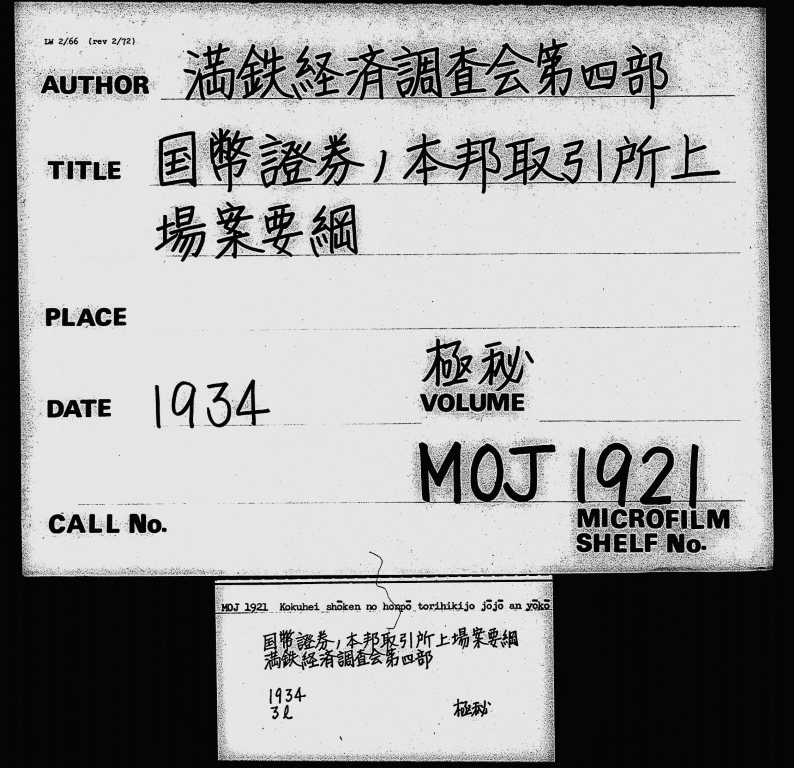 LW 2/66 (rev 2/72)
AUTHOR 満鉄経済調査会第四部
TITLE 国幣證券ノ本邦取引所上
場案要綱
PLACE
極秘
DATE 1934 VOLUME
MOJ 1921
CALL No. MICROFILM
SHELF No.
MOJ 1921 Kokuhei shōken no honpō torihikijo jōjō an yōkō
国幣證券ノ本邦取引所上場案要綱
満鉄経済調査会第四部
1934
3ℓ 極秘